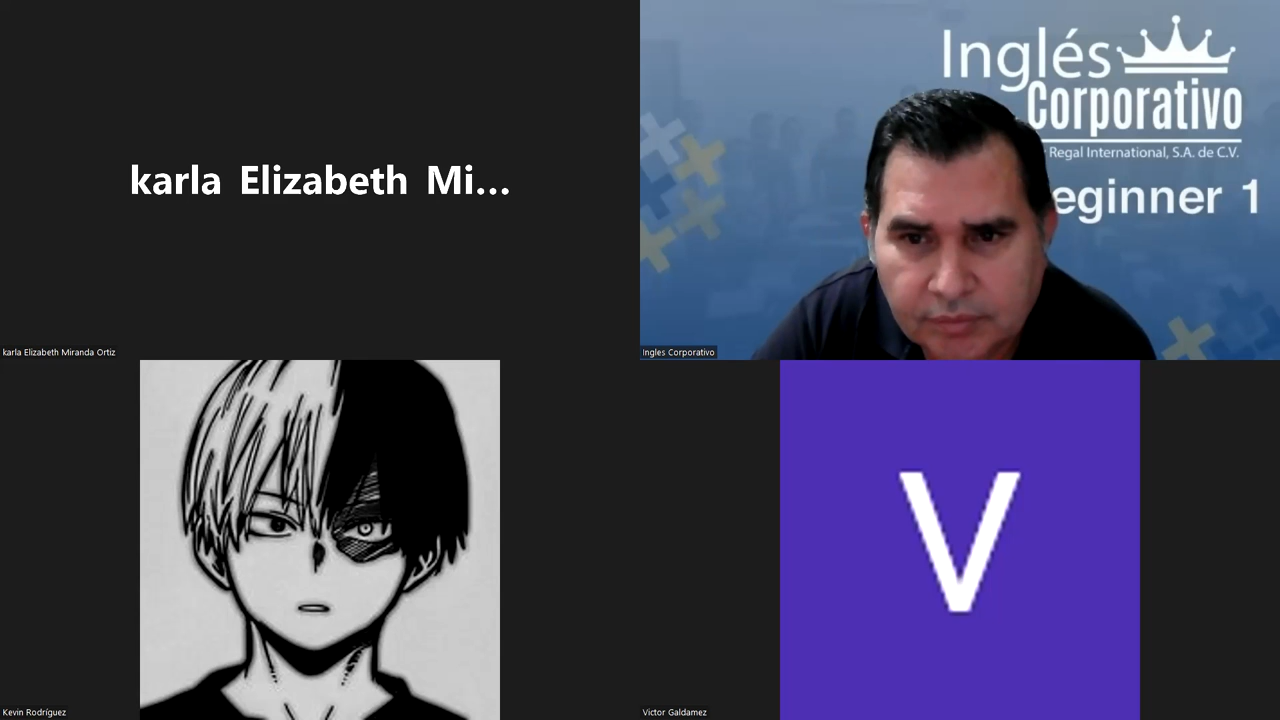 karla Elizabeth Mi...
karla Elizabeth Miranda Ortiz
Inglés
Corporativo
Regal International, S.A. de C.V.
eginner 1
Ingles Corporativo
Kevin Rodríguez
V
Victor Galdamez